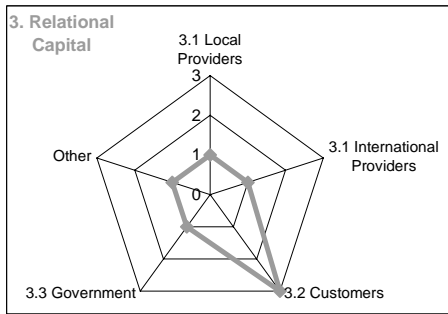 3. Relational
Capital
3.1 Local
Providers
3
2
1
0
3.1 International
Providers
Other
3.3 Government
3.2 Customers